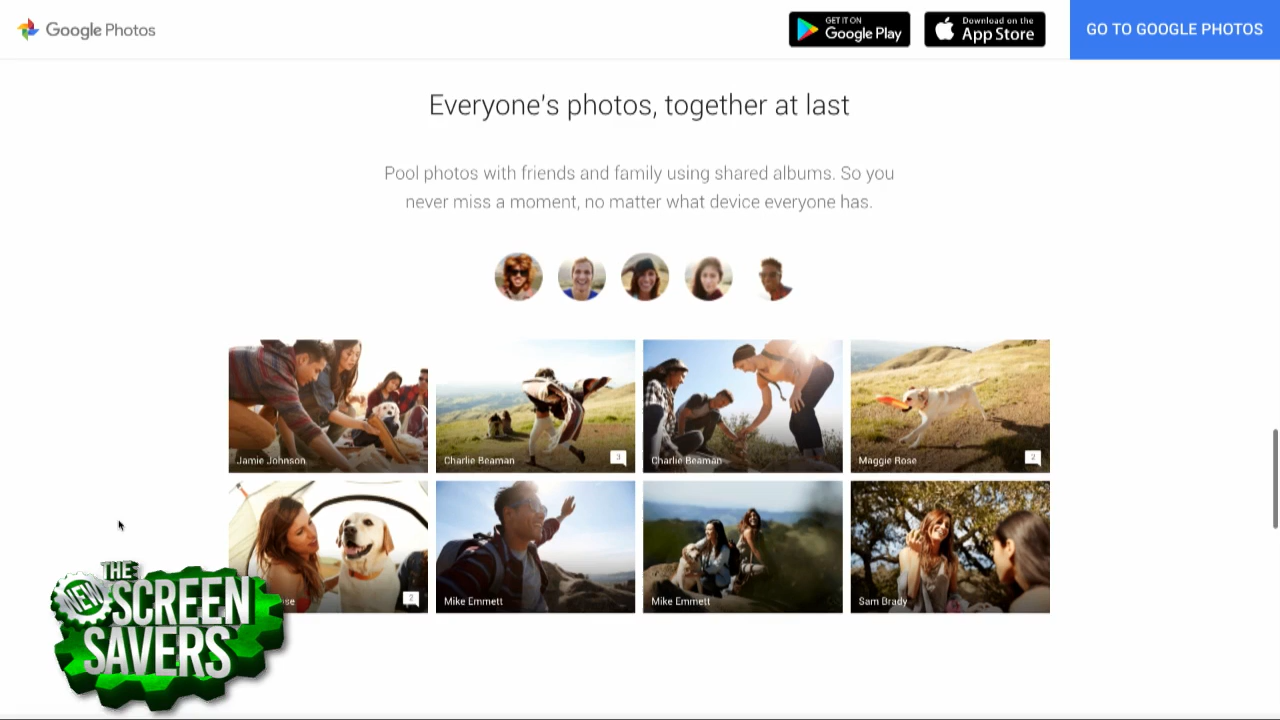 Google Photos
GET IT ON
Google Play
Download on the
App Store
GO TO GOOGLE PHOTOS
Everyone's photos, together at last
Pool photos with friends and family using shared albums. So you
never miss a moment, no matter what device everyone has.
Jamie Johnson
Charlie Beaman
3
Charlie Beaman
Maggie Rose
2
se
2
Mike Emmett
Mike Emmett
Sam Brady
THE
NEW
SCREEN
SAVERS